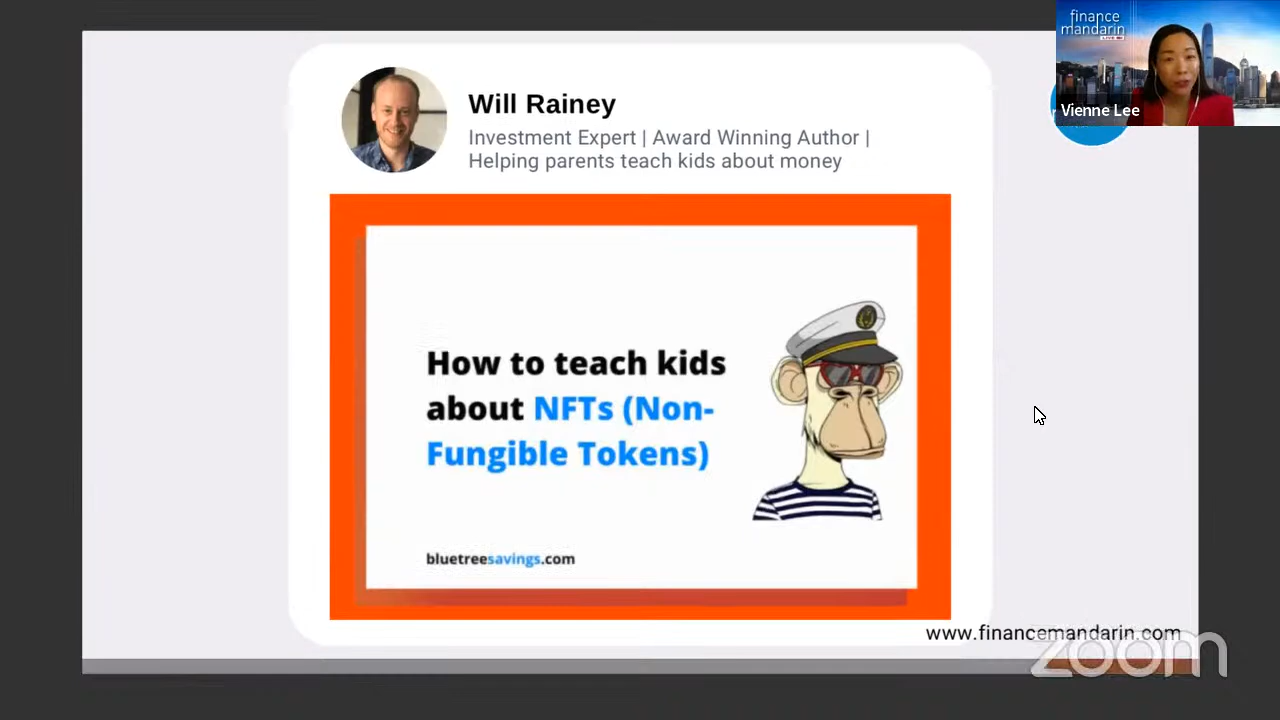 finance
mandarin
Vienne Lee
Will Rainey
Investment Expert | Award Winning Author |
Helping parents teach kids about money
How to teach kids
about NFTs (Non-
Fungible Tokens)
bluetreesavings.com
www.financemandarin.com
zoom